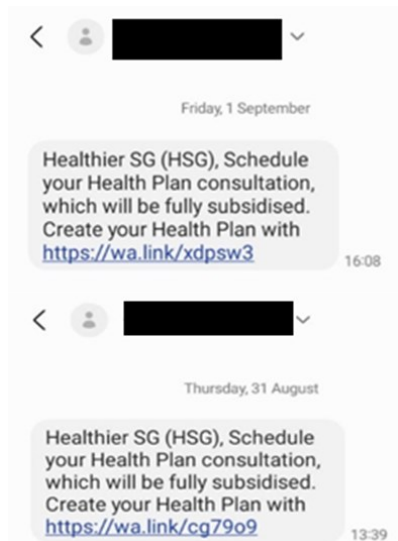 Friday, 1 September
Healthier SG (HSG), Schedule
your Health Plan consultation,
which will be fully subsidised.
Create your Health Plan with
https://wa.link/xdpsw3
16:08
Thursday, 31 August
Healthier SG (HSG), Schedule
your Health Plan consultation,
which will be fully subsidised.
Create your Health Plan with
https://wa.link/cg79o9
13:39